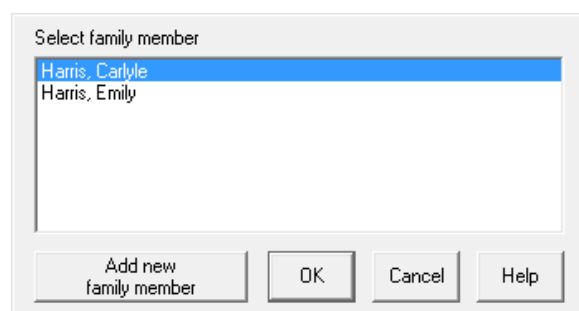 Select family member
Harris, Carlyle
Harris, Emily
Add new
family member
OK
Cancel
Help